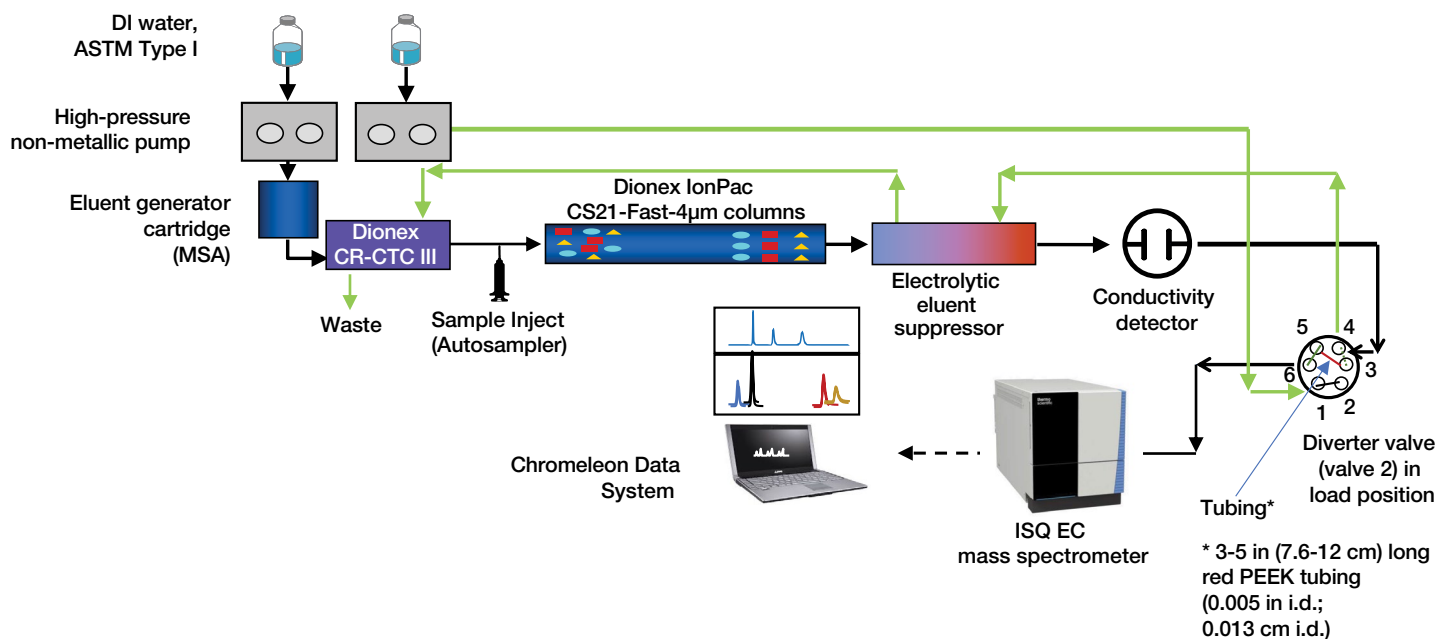 DI water,
ASTM Type I
High-pressure
non-metallic pump
Eluent generator
cartridge
(MSA)
Dionex
CR-CTC III
Waste
Sample Inject
(Autosampler)
Dionex IonPac
CS21-Fast-4µm columns
Electrolytic
eluent
suppressor
Conductivity
detector
5
4
6
3
1
2
Diverter valve
(valve 2) in
load position
Tubing*
* 3-5 in (7.6-12 cm) long
red PEEK tubing
(0.005 in i.d.;
0.013 cm i.d.)
thermo
scientific
ISQ EC
mass spectrometer
Chromeleon Data
System